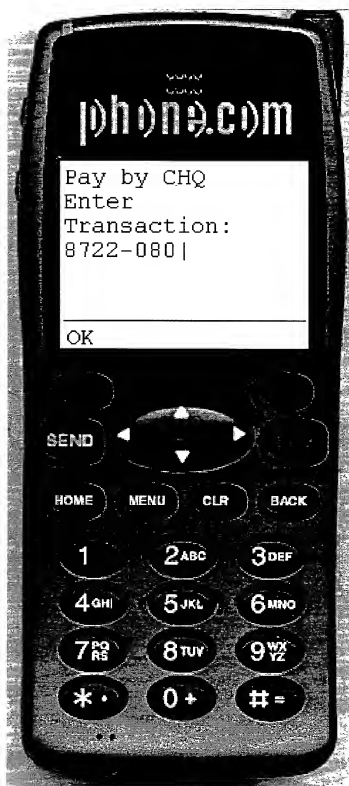 phone.com
Pay by CHQ
Enter
Transaction:
8722-080|
OK
SEND
HOME MENU CLR BACK
1 2ABC 3DEF
4GHI 5JKL 6MNO
7PQRS 8TUV 9WXYZ
*· 0+ #=